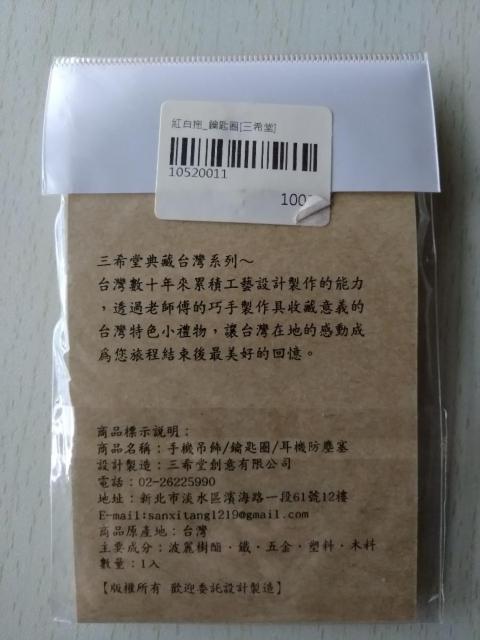 紅白拖_鑰匙圈[三希堂]
10520011
100
三希堂典藏台灣系列～
台灣數十年來累積工藝設計製作的能力
，透過老師傅的巧手製作具收藏意義的
台灣特色小禮物，讓台灣在地的感動成
為您旅程結束後最美好的回憶。
商品標示說明：
商品名稱：手機吊飾/鑰匙圈/耳機防塵塞
設計製造：三希堂創意有限公司
電話：02-26225990
地址：新北市淡水區濱海路一段61號12樓
E-mail:sanxitang1219@gmail.com
商品原產地：台灣
主要成分：波麗樹酯．鐵．五金．塑料．木料
數量：1入
【版權所有 歡迎委託設計製造】